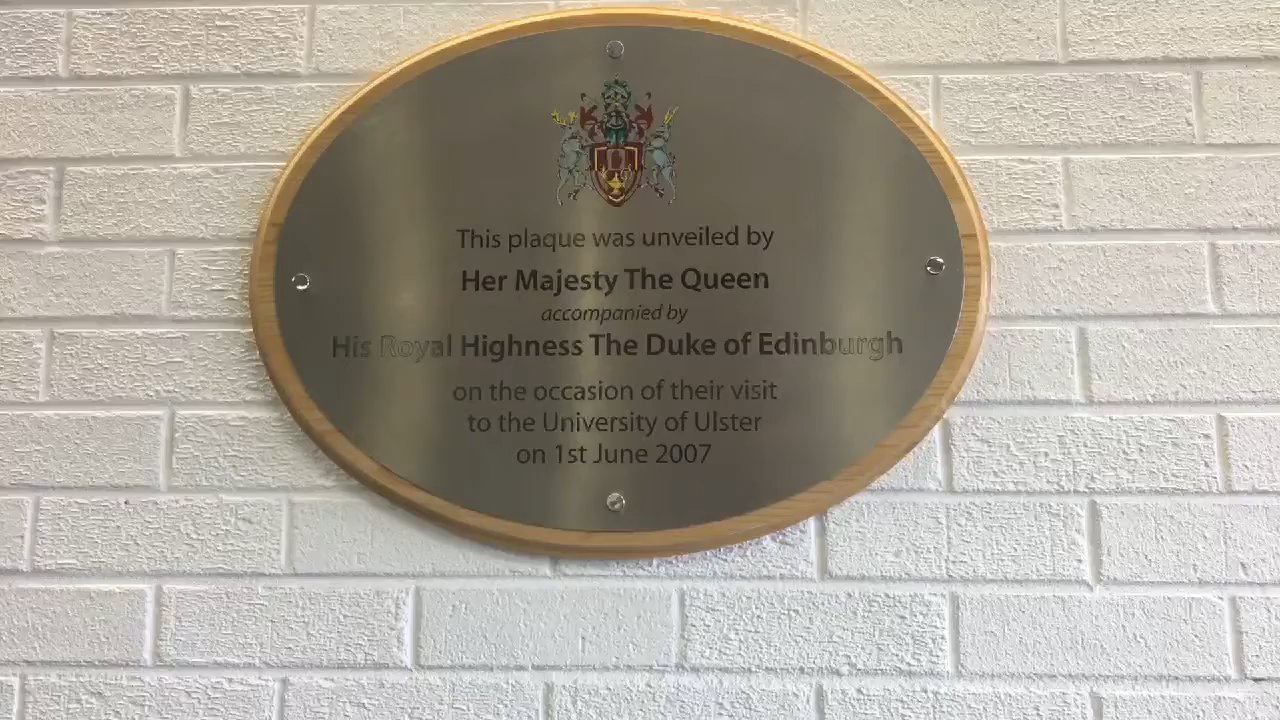 This plaque was unveiled by
Her Majesty The Queen
accompanied by
His Royal Highness The Duke of Edinburgh
on the occasion of their visit
to the University of Ulster
on 1st June 2007